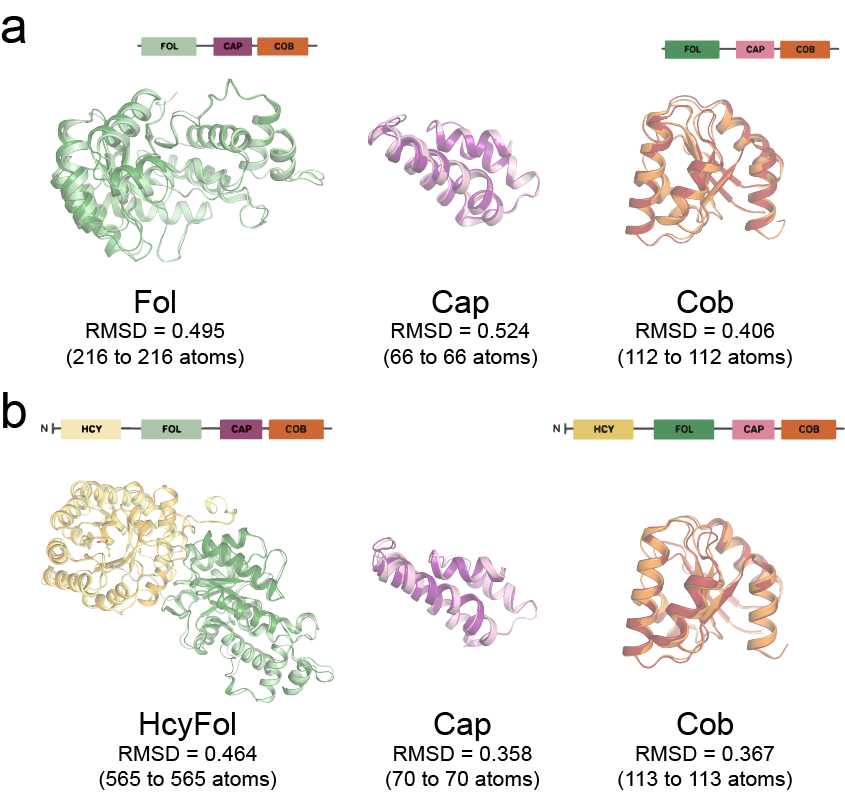 a
FOL CAP COB
FOL CAP COB
Fol
RMSD = 0.495
(216 to 216 atoms)
Cap
RMSD = 0.524
(66 to 66 atoms)
Cob
RMSD = 0.406
(112 to 112 atoms)
b
N HCY FOL CAP COB
N HCY FOL CAP COB
HcyFol
RMSD = 0.464
(565 to 565 atoms)
Cap
RMSD = 0.358
(70 to 70 atoms)
Cob
RMSD = 0.367
(113 to 113 atoms)